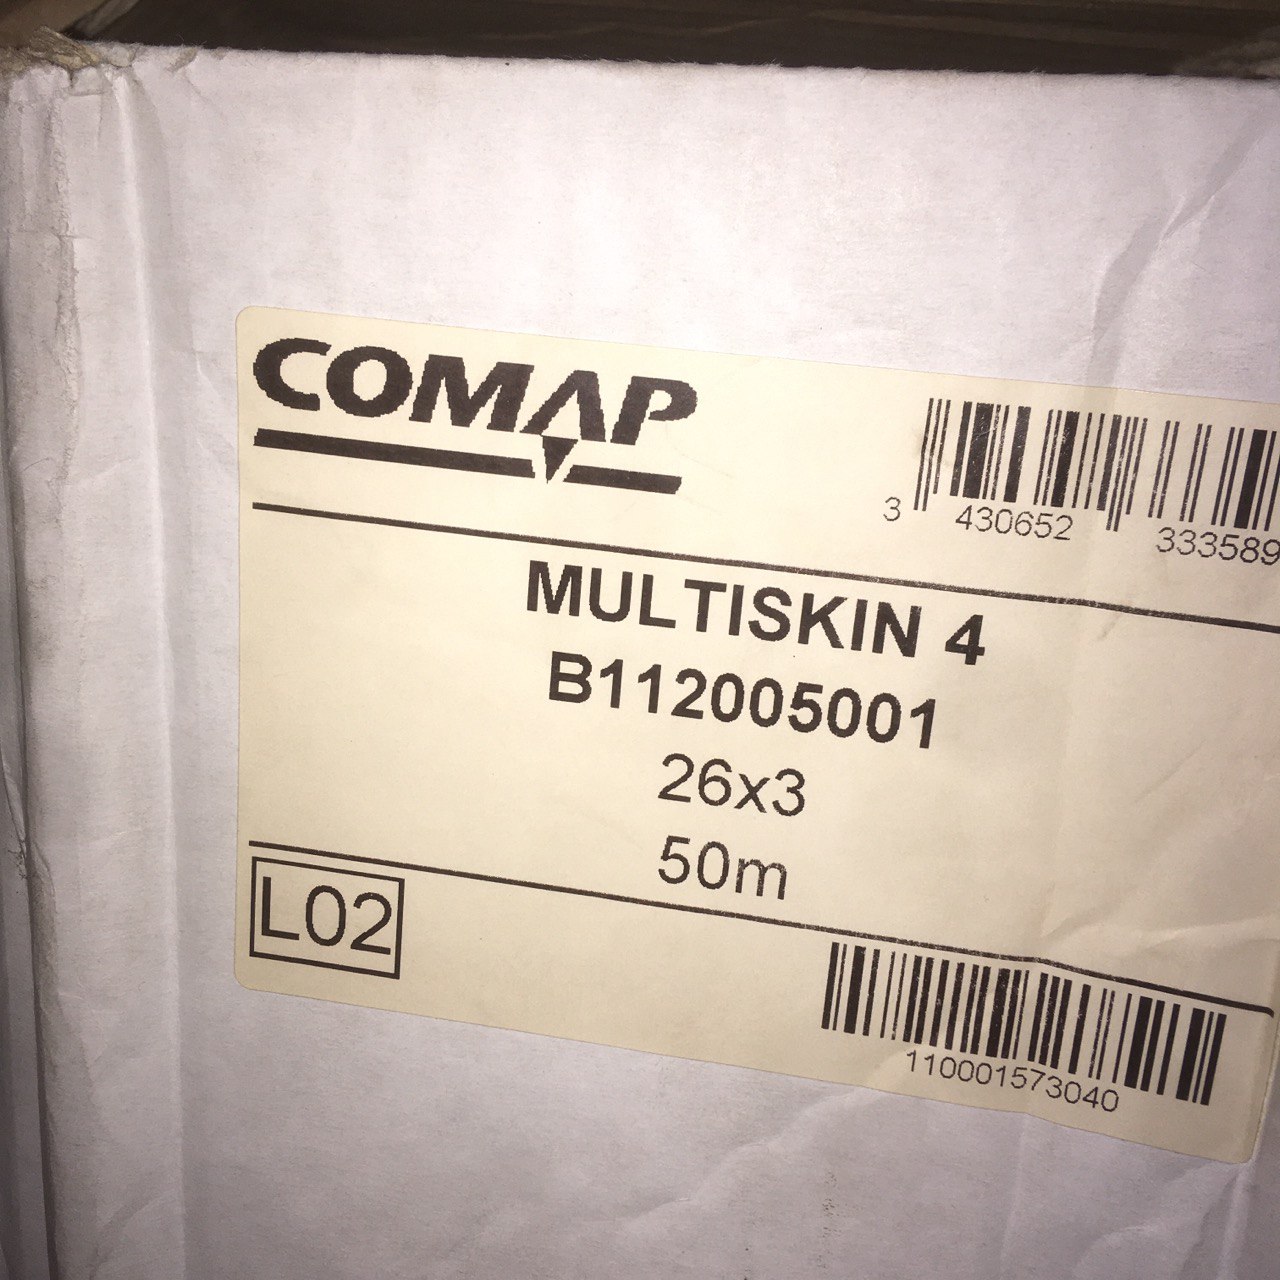 COMAP
3 430652 333589
MULTISKIN 4
B112005001
26x3
50m
L02
110001573040